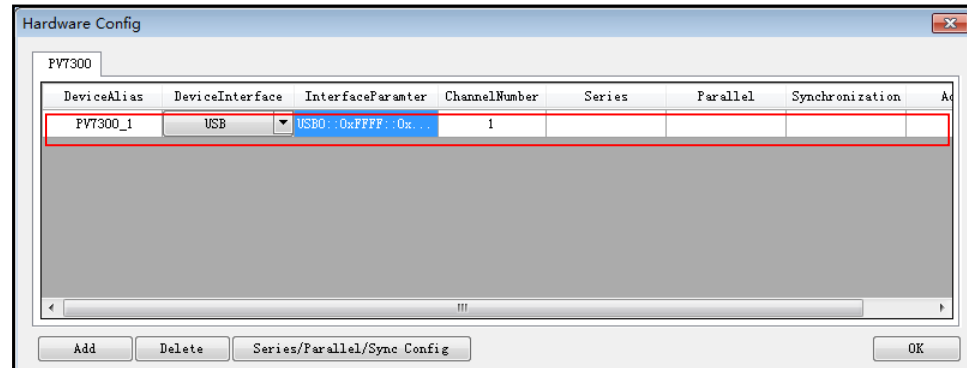 Hardware Config
PV7300
DeviceAlias DeviceInterface InterfaceParamter ChannelNumber Series Parallel Synchronization
PV7300_1 USB USB0::0xFFFF::0x... 1
Add Delete Series/Parallel/Sync Config OK